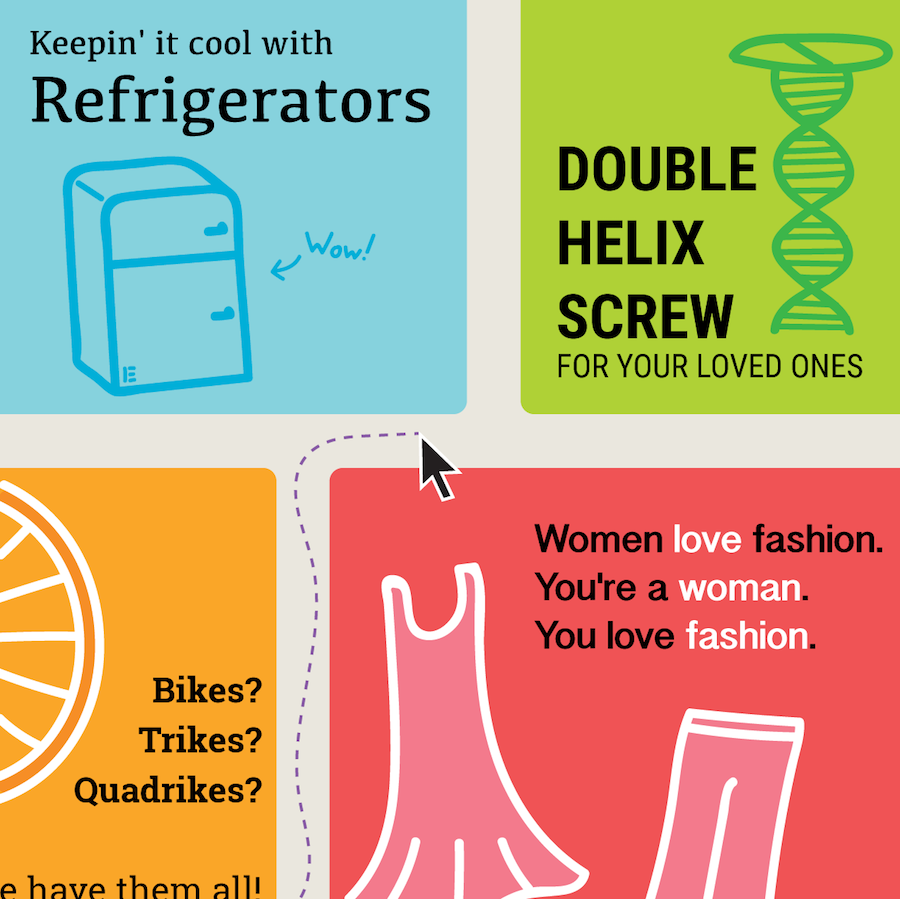 Keepin' it cool with
Refrigerators
Wow!
DOUBLE
HELIX
SCREW
FOR YOUR LOVED ONES
Bikes?
Trikes?
Quadrikes?
e have them all!
Women love fashion.
You're a woman.
You love fashion.